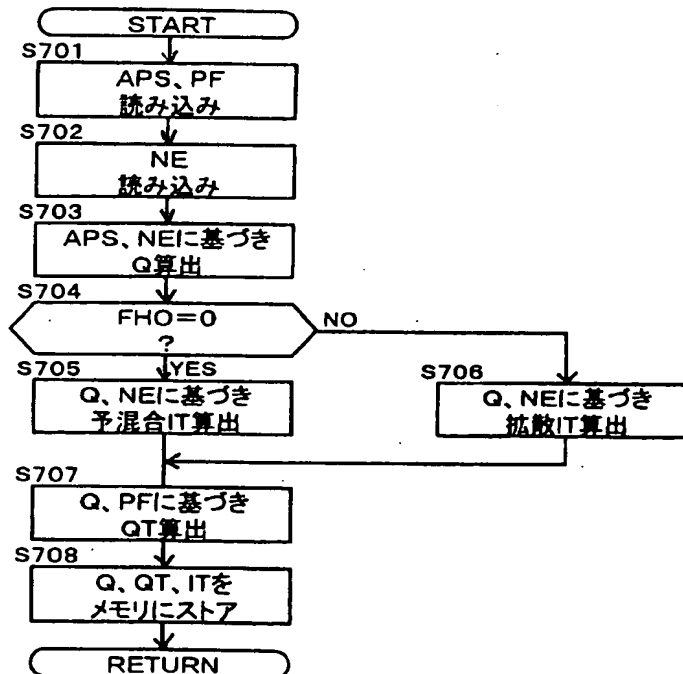 START
S701
APS、PF
読み込み
S702
NE
読み込み
S703
APS、NEに基づき
Q算出
S704
FHO=0
?
NO
YES
S705
Q、NEに基づき
予混合IT算出
S706
Q、NEに基づき
拡散IT算出
S707
Q、PFに基づき
QT算出
S708
Q、QT、ITを
メモリにストア
RETURN